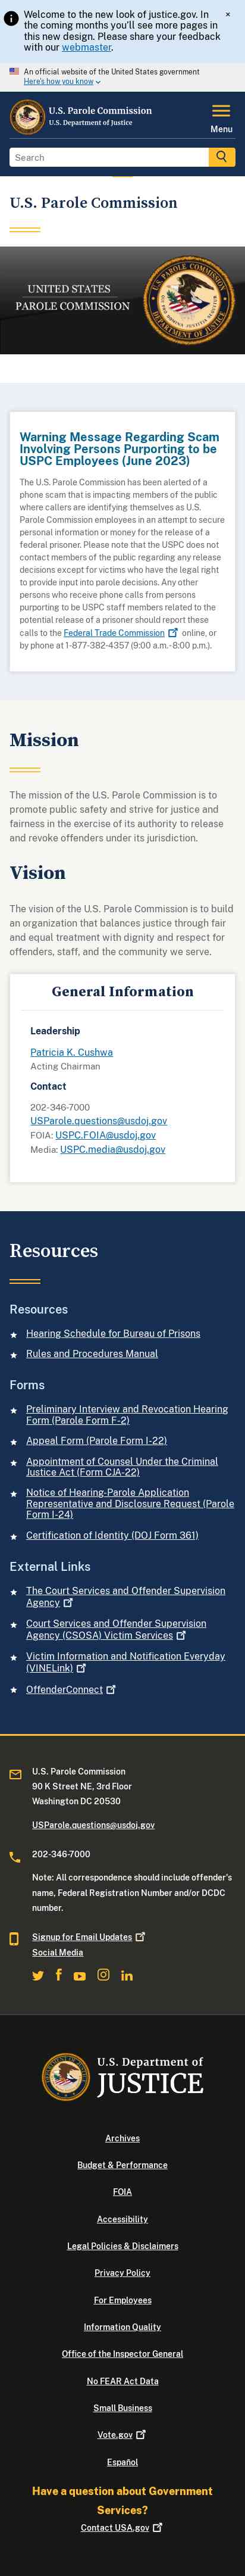 Welcome to the new look of justice.gov. In
the coming months you'll see more pages in
this new design. Please share your feedback
with our webmaster.
×
An official website of the United States government
Here's how you know
U.S. Parole Commission
U.S. Department of Justice
Menu
Search
U.S. Parole Commission
UNITED STATES
PAROLE COMMISSION
Warning Message Regarding Scam
Involving Persons Purporting to be
USPC Employees (June 2023)
The U.S. Parole Commission has been alerted of a
phone scam that is impacting members of the public
where callers are identifying themselves as U.S.
Parole Commission employees in an attempt to secure
personal information or money for the release of a
federal prisoner. Please note that the USPC does not
contact members of the public regarding any release
decisions except for victims who are legally entitled
to provide input into parole decisions. Any other
persons who receive phone calls from persons
purporting to be USPC staff members related to the
potential release of a prisoner should report these
calls to the Federal Trade Commission online, or
by phone at 1-877-382-4357 (9:00 a.m.-8:00 p.m.).
Mission
The mission of the U.S. Parole Commission is to
promote public safety and strive for justice and
fairness in the exercise of its authority to release
and revoke offenders under its jurisdiction.
Vision
The vision of the U.S. Parole Commission is to build
an organization that balances justice through fair
and equal treatment with dignity and respect for
offenders, staff, and the community we serve.
General Information
Leadership
Patricia K. Cushwa
Acting Chairman
Contact
202-346-7000
USParole.questions@usdoj.gov
FOIA: USPC.FOIA@usdoj.gov
Media: USPC.media@usdoj.gov
Resources
Resources
Hearing Schedule for Bureau of Prisons
Rules and Procedures Manual
Forms
Preliminary Interview and Revocation Hearing
Form (Parole Form F-2)
Appeal Form (Parole Form I-22)
Appointment of Counsel Under the Criminal
Justice Act (Form CJA-22)
Notice of Hearing-Parole Application
Representative and Disclosure Request (Parole
Form I-24)
Certification of Identity (DOJ Form 361)
External Links
The Court Services and Offender Supervision
Agency
Court Services and Offender Supervision
Agency (CSOSA) Victim Services
Victim Information and Notification Everyday
(VINELink)
OffenderConnect
U.S. Parole Commission
90 K Street NE, 3rd Floor
Washington DC 20530
USParole.questions@usdoj.gov
202-346-7000
Note: All correspondence should include offender's
name, Federal Registration Number and/or DCDC
number.
Signup for Email Updates
Social Media
U.S. Department of
JUSTICE
Archives
Budget & Performance
FOIA
Accessibility
Legal Policies & Disclaimers
Privacy Policy
For Employees
Information Quality
Office of the Inspector General
No FEAR Act Data
Small Business
Vote.gov
Español
Have a question about Government
Services?
Contact USA.gov